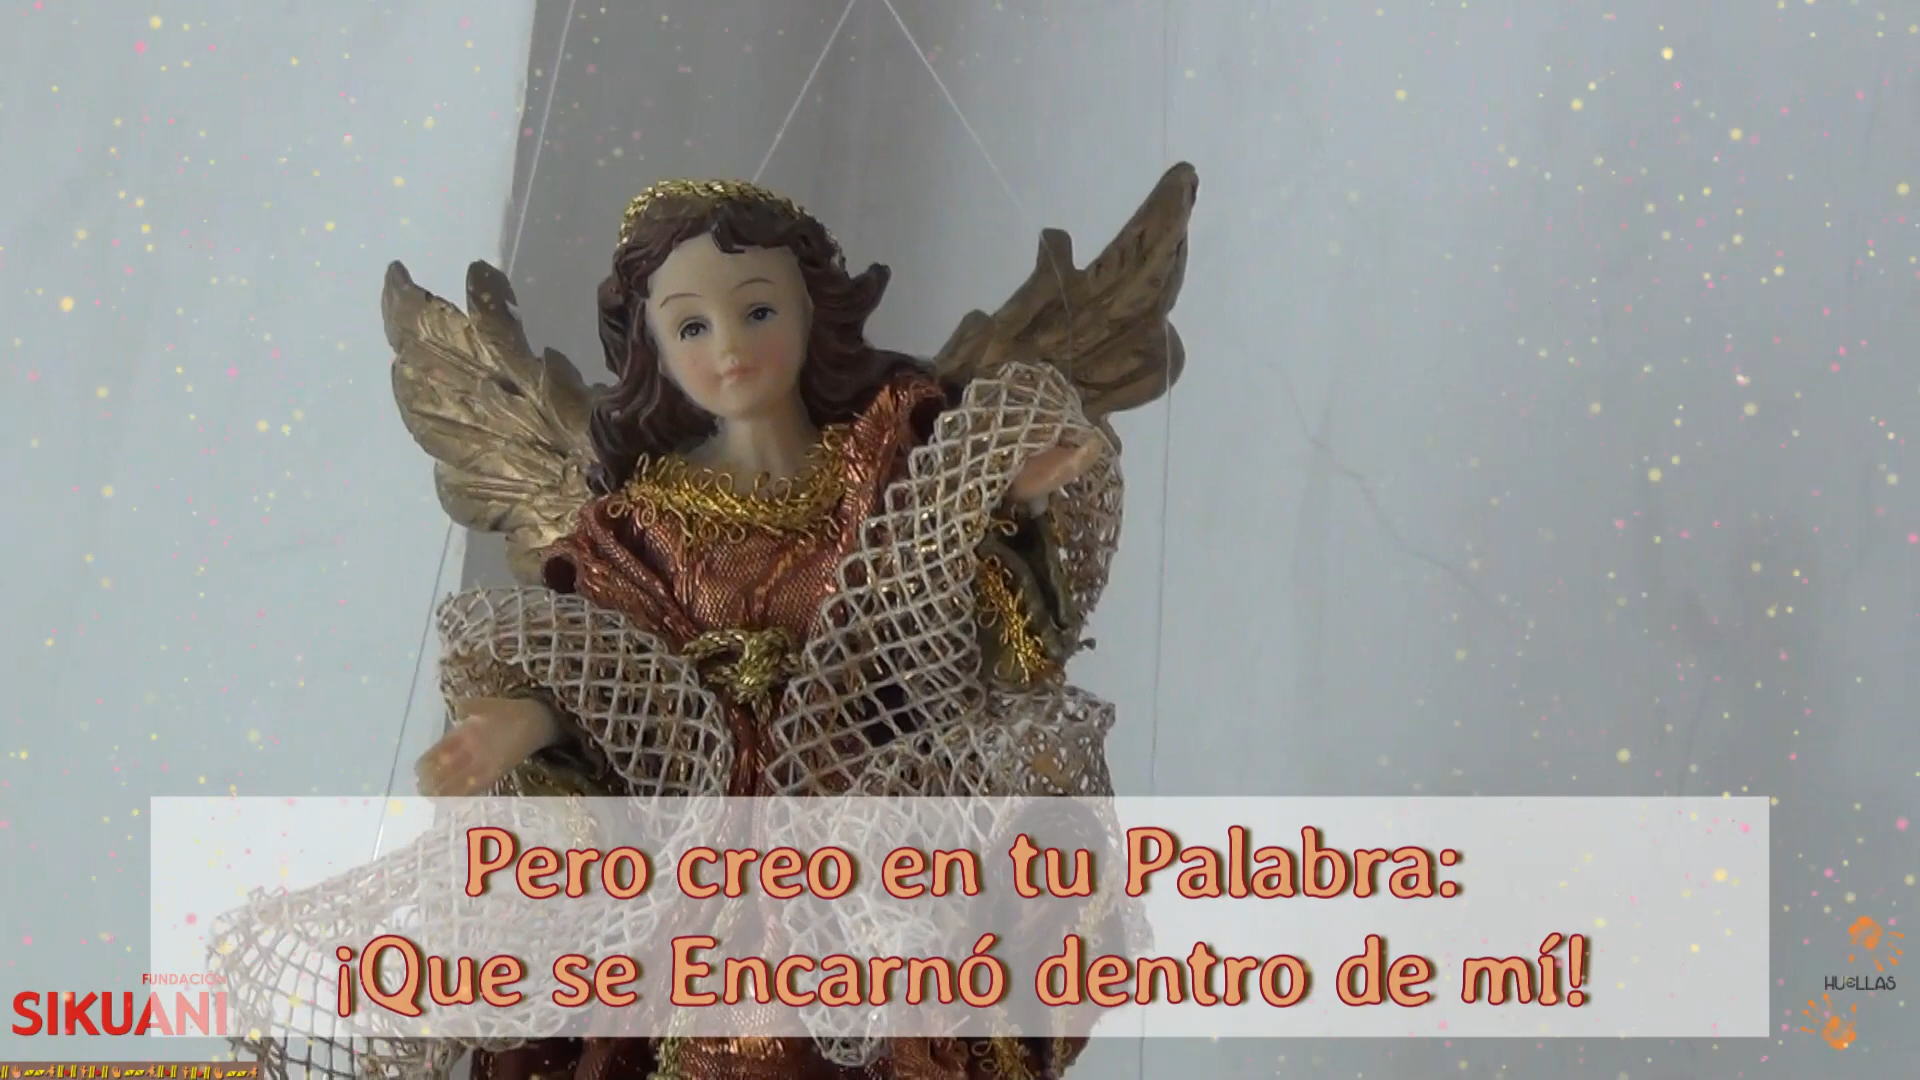 Pero creo en tu Palabra:
¡Que se Encarnó dentro de mí!
FUNDACIÓN
SIKUANI
HUeLLAS